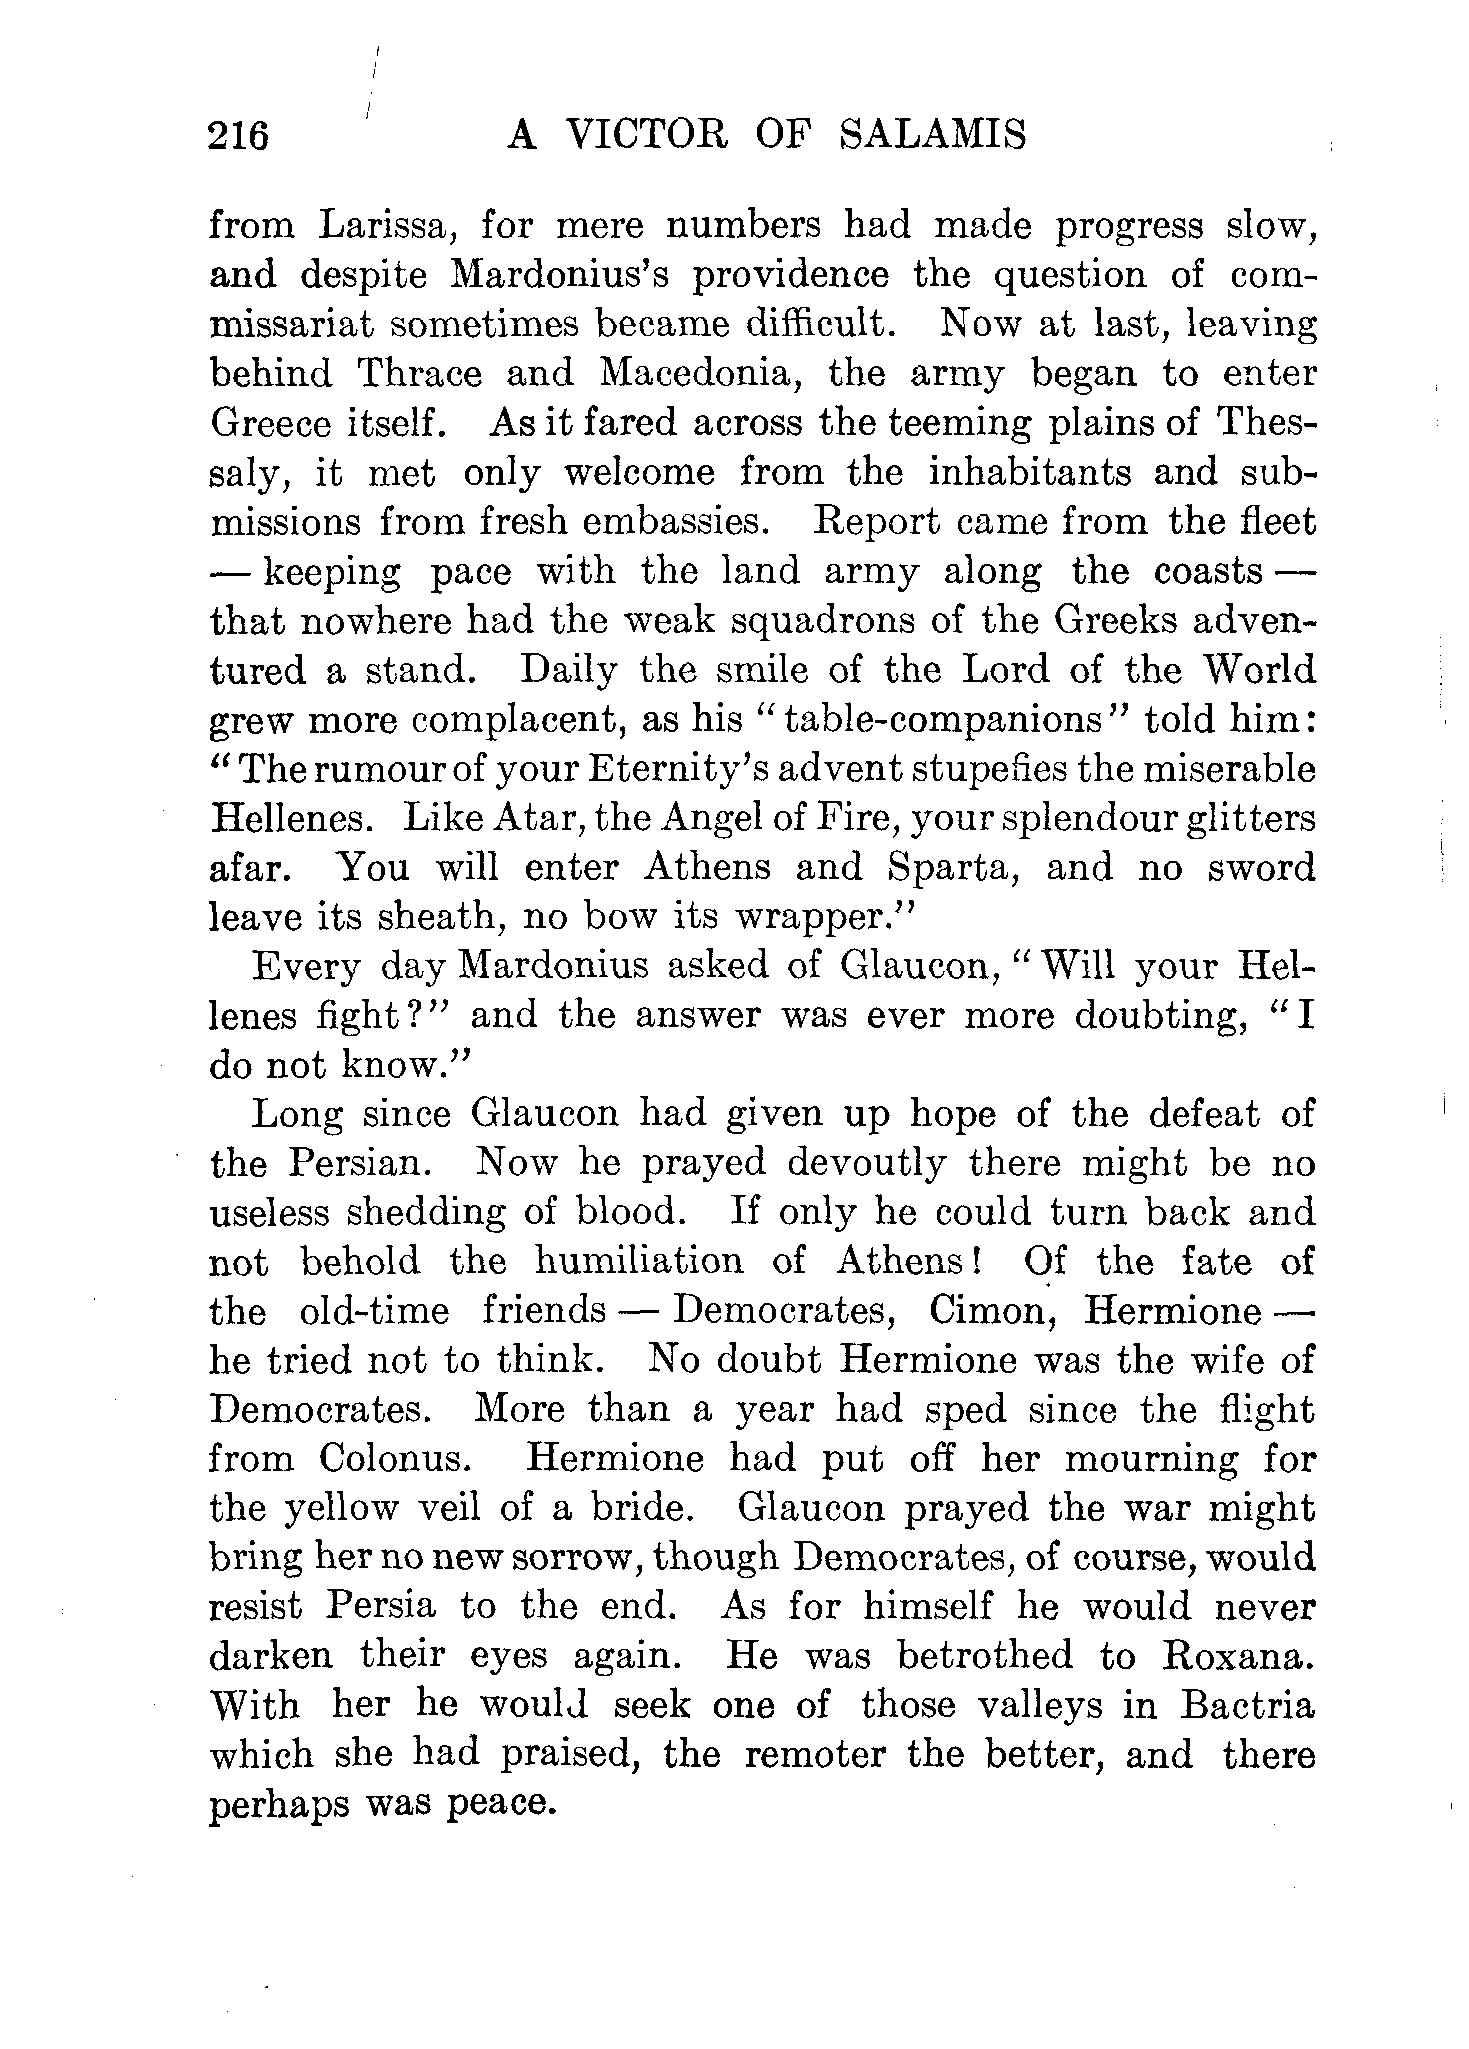 216 A VICTOR OF SALAMIS
from Larissa, for mere numbers had made progress slow,
and despite Mardonius's providence the question of com-
missariat sometimes became difficult. Now at last, leaving
behind Thrace and Macedonia, the army began to enter
Greece itself. As it fared across the teeming plains of Thes-
saly, it met only welcome from the inhabitants and sub-
missions from fresh embassies. Report came from the fleet
— keeping pace with the land army along the coasts —
that nowhere had the weak squadrons of the Greeks adven-
tured a stand. Daily the smile of the Lord of the World
grew more complacent, as his “table-companions” told him:
“The rumour of your Eternity's advent stupefies the miserable
Hellenes. Like Atar, the Angel of Fire, your splendour glitters
afar. You will enter Athens and Sparta, and no sword
leave its sheath, no bow its wrapper.”
Every day Mardonius asked of Glaucon, “Will your Hel-
lenes fight?” and the answer was ever more doubting, “I
do not know.”
Long since Glaucon had given up hope of the defeat of
the Persian. Now he prayed devoutly there might be no
useless shedding of blood. If only he could turn back and
not behold the humiliation of Athens! Of the fate of
the old-time friends — Democrates, Cimon, Hermione —
he tried not to think. No doubt Hermione was the wife of
Democrates. More than a year had sped since the flight
from Colonus. Hermione had put off her mourning for
the yellow veil of a bride. Glaucon prayed the war might
bring her no new sorrow, though Democrates, of course, would
resist Persia to the end. As for himself he would never
darken their eyes again. He was betrothed to Roxana.
With her he would seek one of those valleys in Bactria
which she had praised, the remoter the better, and there
perhaps was peace.